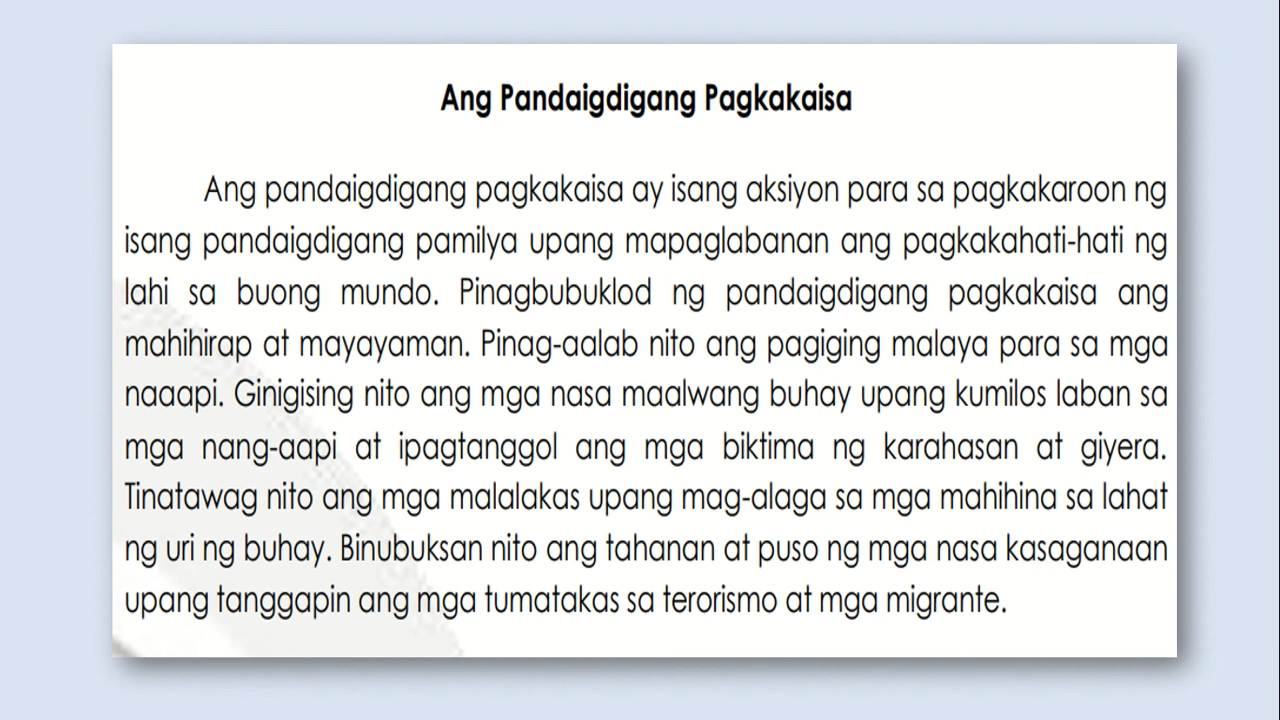 Ang Pandaigdigang Pagkakaisa
Ang pandaigdigang pagkakaisa ay isang aksiyon para sa pagkakaroon ng
isang pandaigdigang pamilya upang mapaglabanan ang pagkakahati-hati ng
lahi sa buong mundo. Pinagbubuklod ng pandaigdigang pagkakaisa ang
mahihirap at mayayaman. Pinag-aalab nito ang pagiging malaya para sa mga
naaapi. Ginigising nito ang mga nasa maalwang buhay upang kumilos laban sa
mga nang-aapi at ipagtanggol ang mga biktima ng karahasan at giyera.
Tinatawag nito ang mga malalakas upang mag-alaga sa mga mahihina sa lahat
ng uri ng buhay. Binubuksan nito ang tahanan at puso ng mga nasa kasaganaan
upang tanggapin ang mga tumatakas sa terorismo at mga migrante.